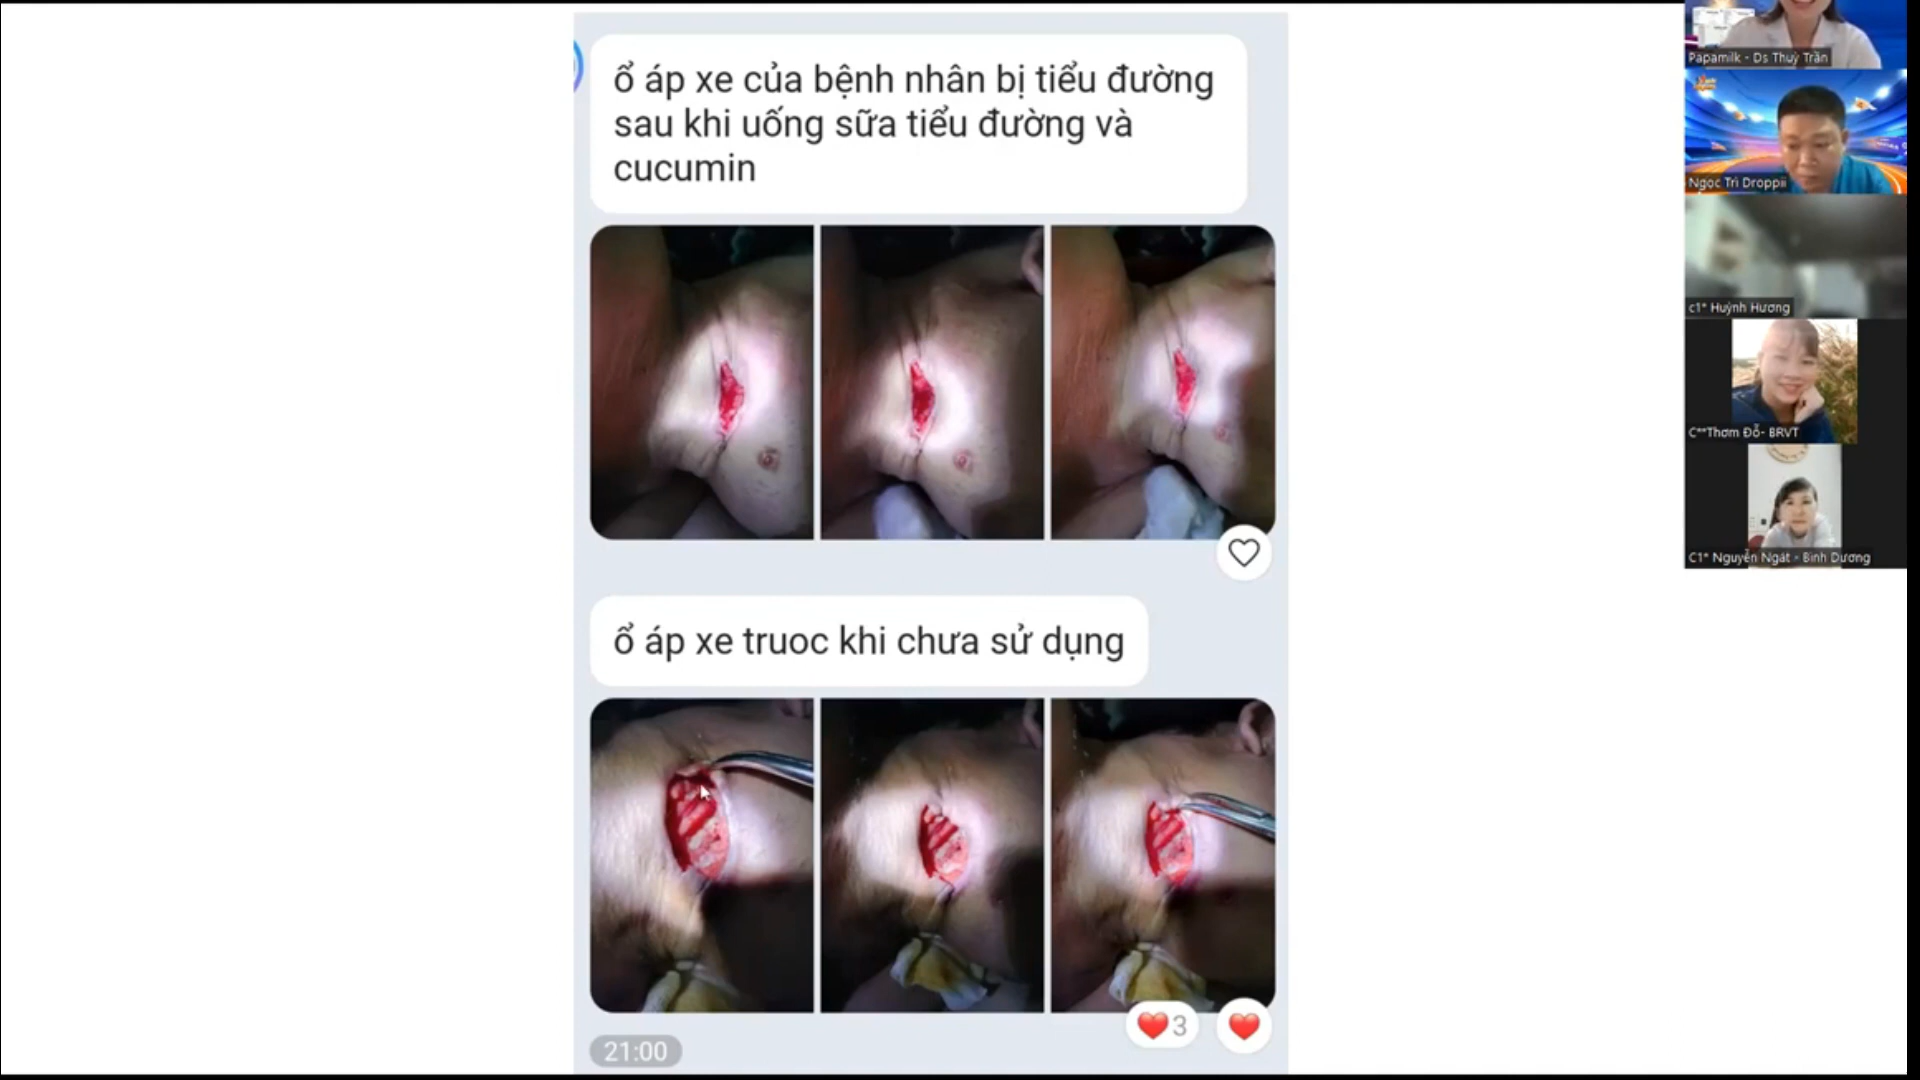 ổ áp xe của bệnh nhân bị tiểu đường
sau khi uống sữa tiểu đường và
cucumin
ổ áp xe truoc khi chưa sử dụng
3
21:00
Papamilk - Ds Thuỳ Trần
Ngọc Trì Droppii
c1* Huỳnh Hương
C**Thơm Đỗ- BRVT
C1* Nguyễn Ngát - Bình Dương